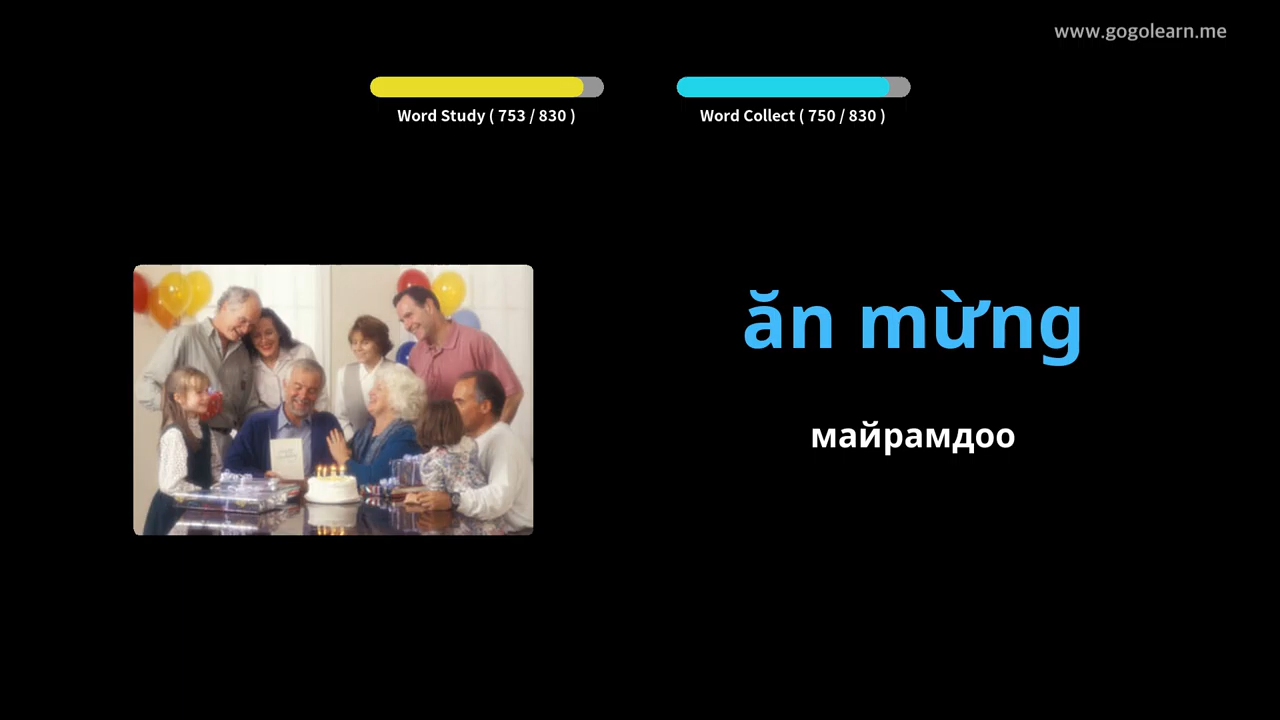 www.gogolearn.me
Word Study ( 753 / 830 )
Word Collect ( 750 / 830 )
ăn mừng
майрамдоо